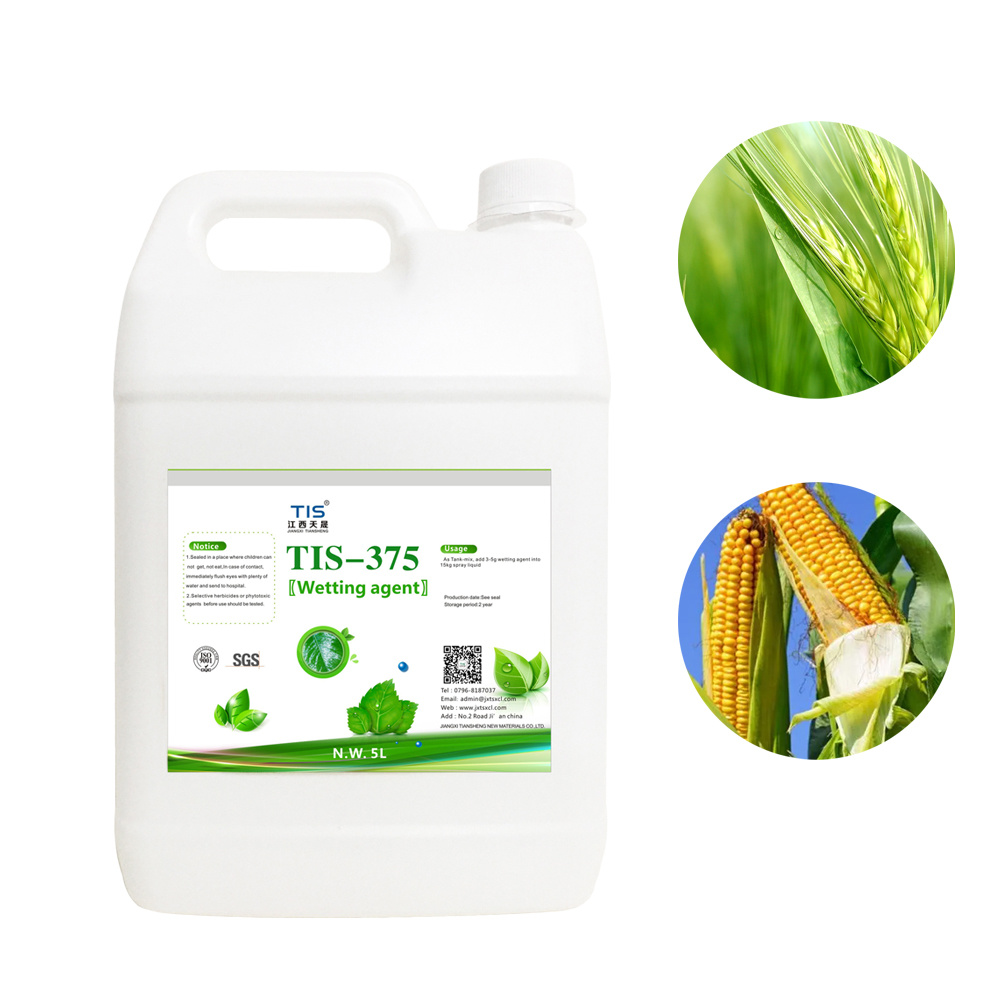 TIS®
江西天晟
JIANGXI TIANSHENG
TIS-375
〖Wetting agent〗
Notice
1.Sealed in a place where children can
not get, not eat,In case of contact,
immediately flush eyes with plenty of
water and send to hospital.
2.Selective herbicides or phytotoxic
agents before use should be tested.
Usage
As Tank-mix, add 3-5g wetting agent into
15kg spray liquid
Production date:See seal
Storage period:2 year
ISO
9001
SGS
Tel : 0796-8187037
Email: admin@jxtsxcl.com
Web : www.jxtsxcl.com
Add : No.2 Road Ji' an china
JIANGXI TIANSHENG NEW MATERIALS CO.,LTD.
N.W. 5L